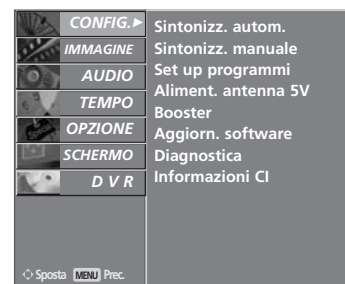 CONFIG.
IMMAGINE
AUDIO
TEMPO
OPZIONE
SCHERMO
D V R
Sposta MENU Prec.
Sintonizz. autom.
Sintonizz. manuale
Set up programmi
Aliment. antenna 5V
Booster
Aggiorn. software
Diagnostica
Informazioni CI